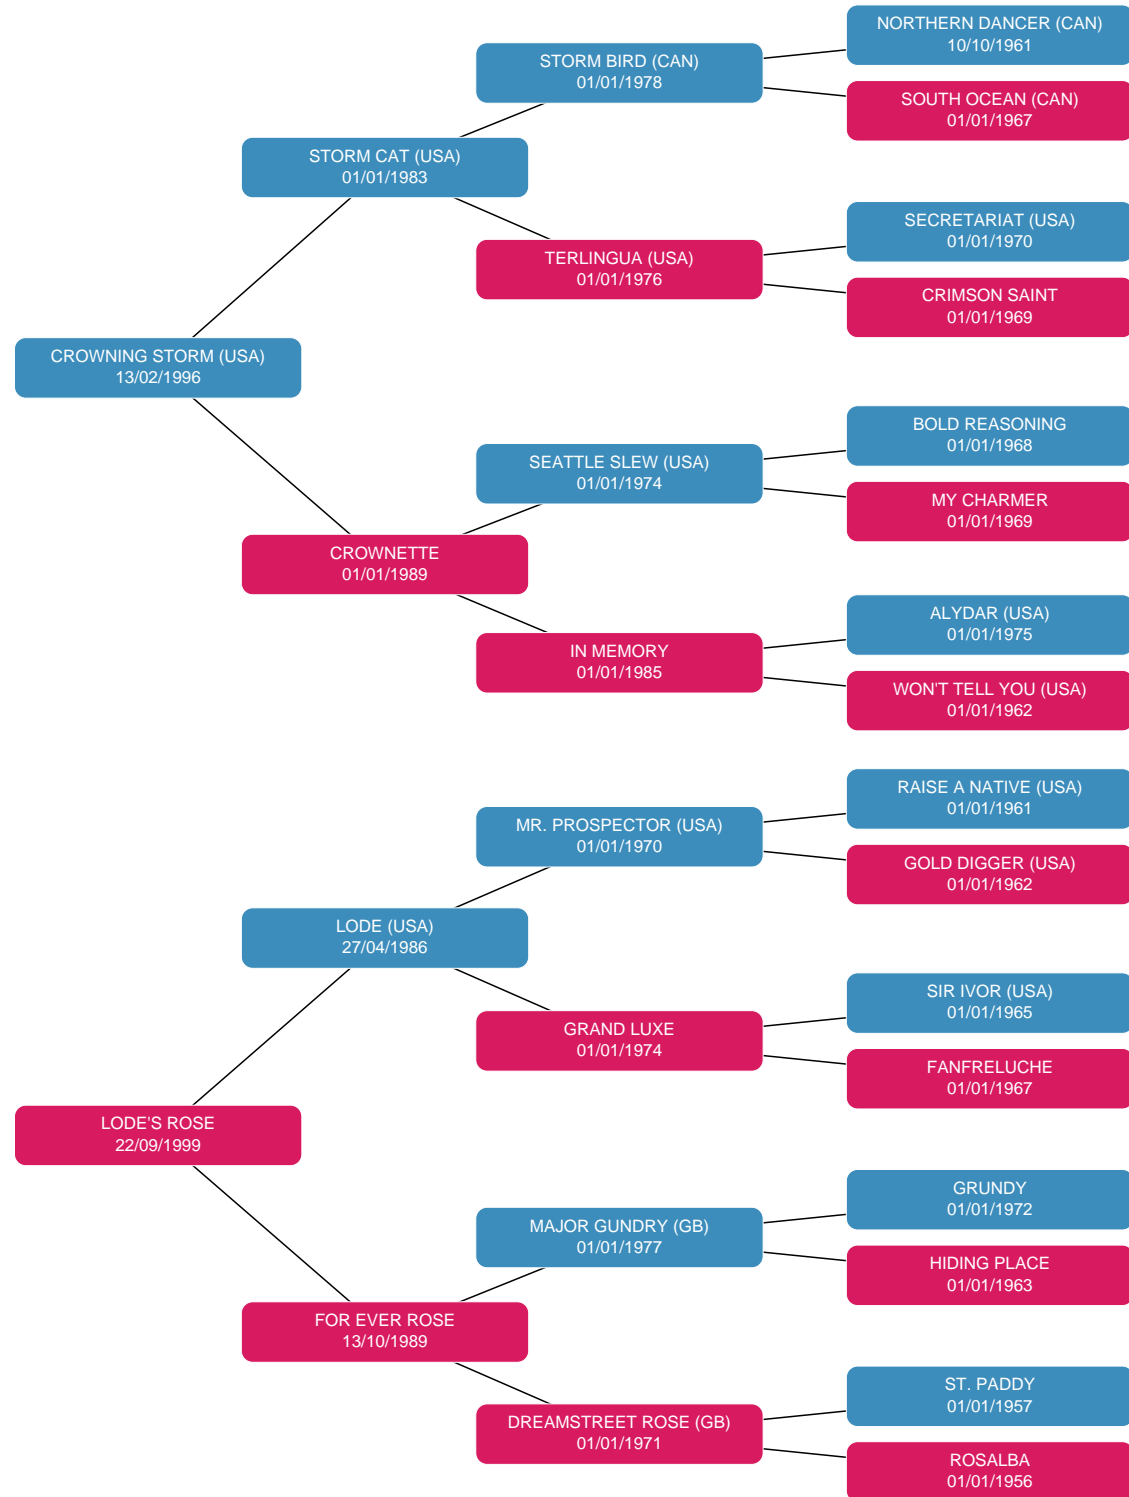 NORTHERN DANCER (CAN)
10/10/1961
STORM BIRD (CAN)
01/01/1978
SOUTH OCEAN (CAN)
01/01/1967
STORM CAT (USA)
01/01/1983
SECRETARIAT (USA)
01/01/1970
TERLINGUA (USA)
01/01/1976
CRIMSON SAINT
01/01/1969
CROWNING STORM (USA)
13/02/1996
BOLD REASONING
01/01/1968
SEATTLE SLEW (USA)
01/01/1974
MY CHARMER
01/01/1969
CROWNETTE
01/01/1989
ALYDAR (USA)
01/01/1975
IN MEMORY
01/01/1985
WON'T TELL YOU (USA)
01/01/1962
RAISE A NATIVE (USA)
01/01/1961
MR. PROSPECTOR (USA)
01/01/1970
GOLD DIGGER (USA)
01/01/1962
LODE (USA)
27/04/1986
SIR IVOR (USA)
01/01/1965
GRAND LUXE
01/01/1974
FANFRELUCHE
01/01/1967
LODE'S ROSE
22/09/1999
GRUNDY
01/01/1972
MAJOR GUNDRY (GB)
01/01/1977
HIDING PLACE
01/01/1963
FOR EVER ROSE
13/10/1989
ST. PADDY
01/01/1957
DREAMSTREET ROSE (GB)
01/01/1971
ROSALBA
01/01/1956